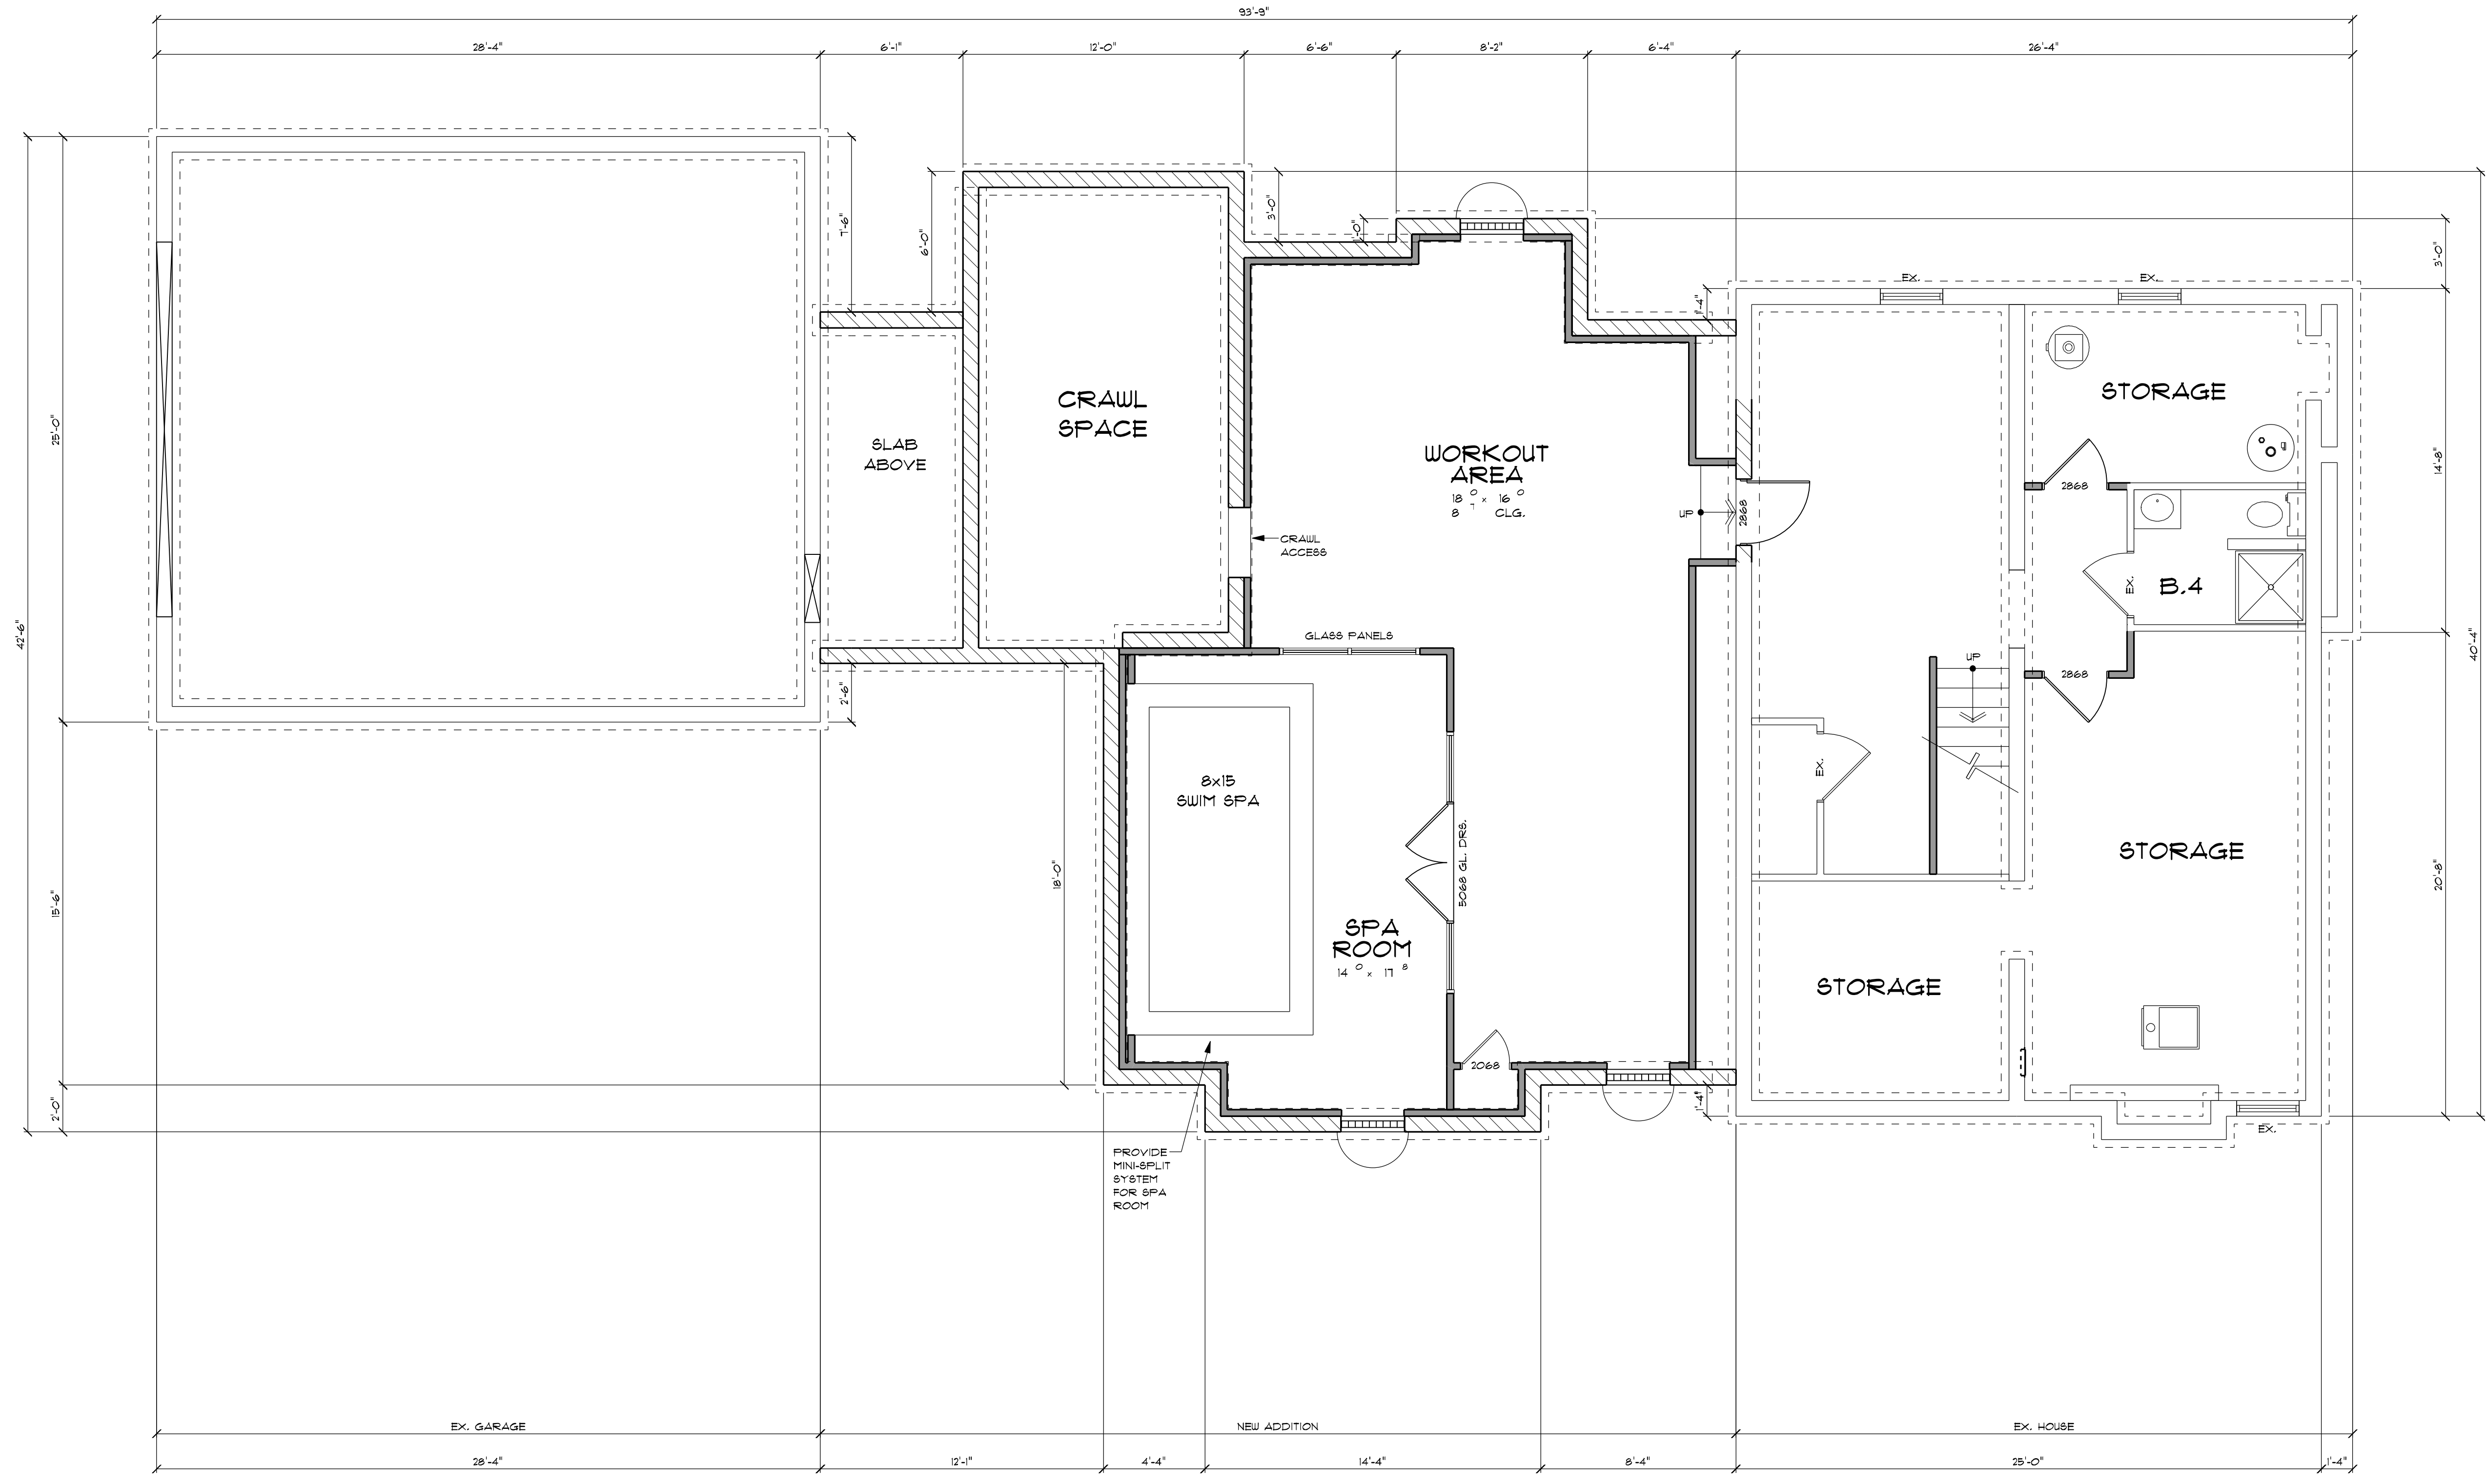 93'-9"
28'-4"
6'-1"
12'-0"
6'-6"
8'-2"
6'-4"
26'-4"
7'-6"
6'-0"
3'-0"
1'-0"
1'-4"
3'-0"
EX.
EX.
25'-0"
42'-6"
SLAB
ABOVE
CRAWL
SPACE
WORKOUT
AREA
18 0 x 16 0
8 7 CLG.
CRAWL
ACCESS
UP
2868
STORAGE
2868
14'-8"
40'-4"
EX.
B.4
GLASS PANELS
2'-6"
UP
2868
EX.
8x15
SWIM SPA
5068 GL. DRS.
STORAGE
15'-6"
18'-0"
20'-8"
SPA
ROOM
14 0 x 17 8
STORAGE
2068
2'-0"
1'-4"
EX.
PROVIDE
MINI-SPLIT
SYSTEM
FOR SPA
ROOM
EX. GARAGE
NEW ADDITION
EX. HOUSE
28'-4"
12'-1"
4'-4"
14'-4"
8'-4"
25'-0"
1'-4"